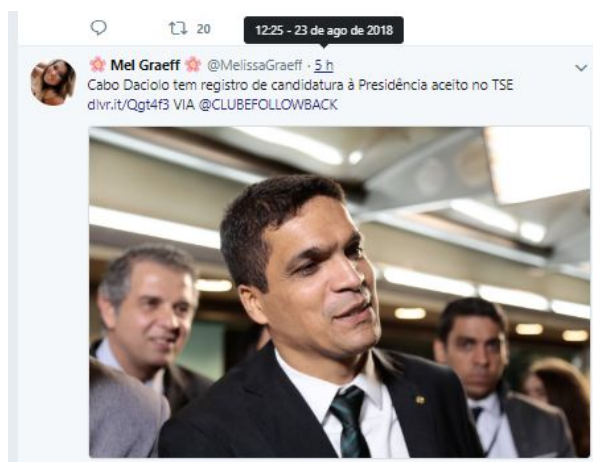 20
12:25 - 23 de ago de 2018
Mel Graeff @MelissaGraeff · 5 h
Cabo Daciolo tem registro de candidatura à Presidência aceito no TSE
dlvr.it/Qgt4f3 VIA @CLUBEFOLLOWBACK